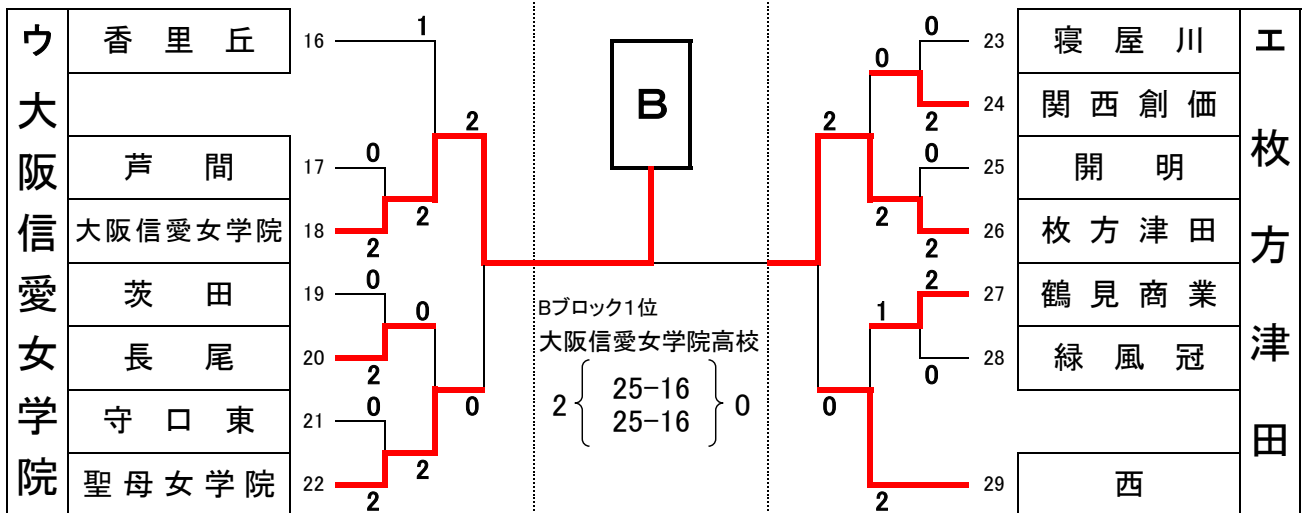 ウ 大阪信愛女学院
1
香里丘 16
2
0
芦間 17
2
大阪信愛女学院 18
2
0
茨田 19
0
長尾 20
2
0
0
守口東 21
2
聖母女学院 22
2
B
Bブロック1位
大阪信愛女学院高校
2 { 25-16 } 0
25-16
0
23 寝屋川
0
24 関西創価
2
2
0
25 開明
2
26 枚方津田
2
2
27 鶴見商業
1
28 緑風冠
0
0
29 西
2
エ 枚方津田